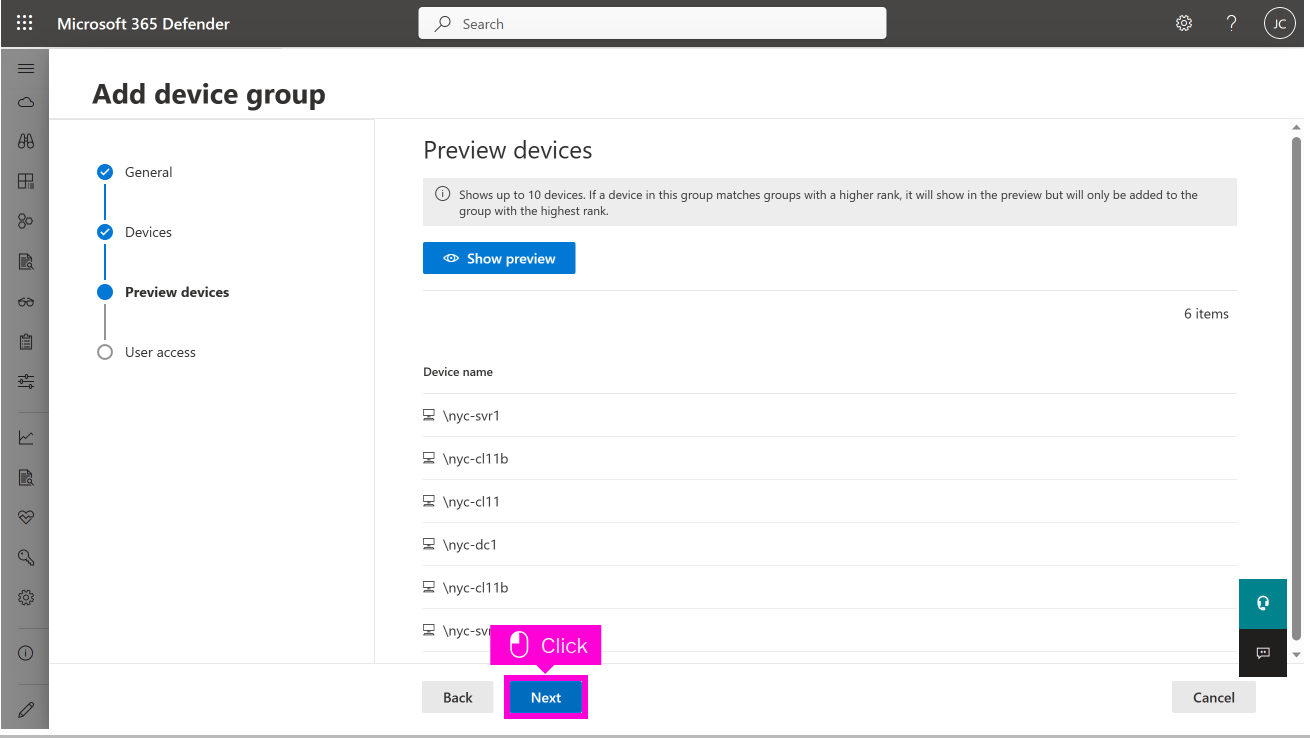 Microsoft 365 Defender
Search
JC
Add device group
General
Devices
Preview devices
User access
Preview devices
Shows up to 10 devices. If a device in this group matches groups with a higher rank, it will show in the preview but will only be added to the
group with the highest rank.
Show preview
6 items
Device name
\nyc-svr1
\nyc-cl11b
\nyc-cl11
\nyc-dc1
\nyc-cl11b
Click
Back
Next
Cancel